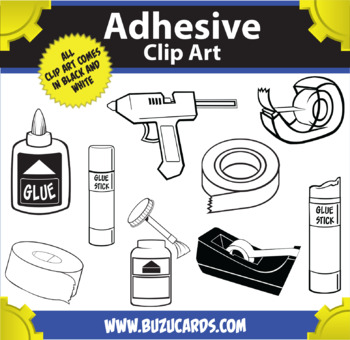 Adhesive
Clip Art
ALL
CLIP ART COMES
IN BLACK AND
WHITE
GLUE
GLUE
STICK
GLUE
STICK
WWW.BUZUCARDS.COM